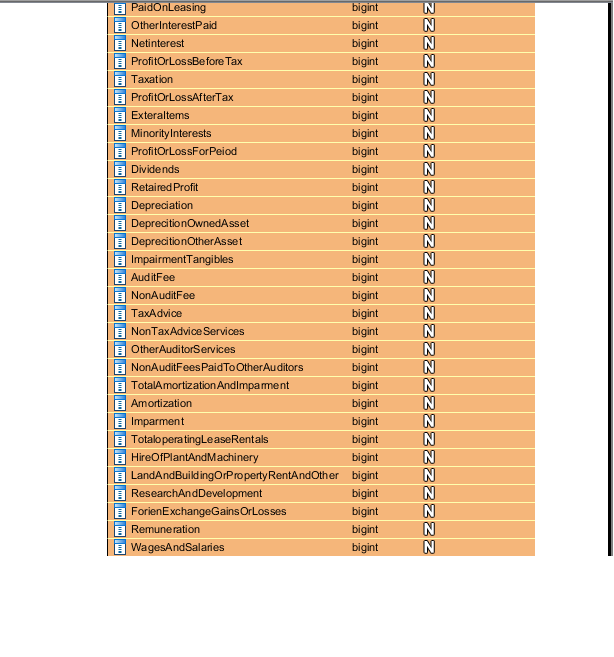 PaidOnLeasing bigint N
OtherInterestPaid bigint N
Netinterest bigint N
ProfitOrLossBeforeTax bigint N
Taxation bigint N
ProfitOrLossAfterTax bigint N
ExteraItems bigint N
MinorityInterests bigint N
ProfitOrLossForPeiod bigint N
Dividends bigint N
RetairedProfit bigint N
Depreciation bigint N
DeprecitionOwnedAsset bigint N
DeprecitionOtherAsset bigint N
ImpairmentTangibles bigint N
AuditFee bigint N
NonAuditFee bigint N
TaxAdvice bigint N
NonTaxAdviceServices bigint N
OtherAuditorServices bigint N
NonAuditFeesPaidToOtherAuditors bigint N
TotalAmortizationAndImparment bigint N
Amortization bigint N
Imparment bigint N
TotaloperatingLeaseRentals bigint N
HireOfPlantAndMachinery bigint N
LandAndBuildingOrPropertyRentAndOther bigint N
ResearchAndDevelopment bigint N
ForienExchangeGainsOrLosses bigint N
Remuneration bigint N
WagesAndSalaries bigint N